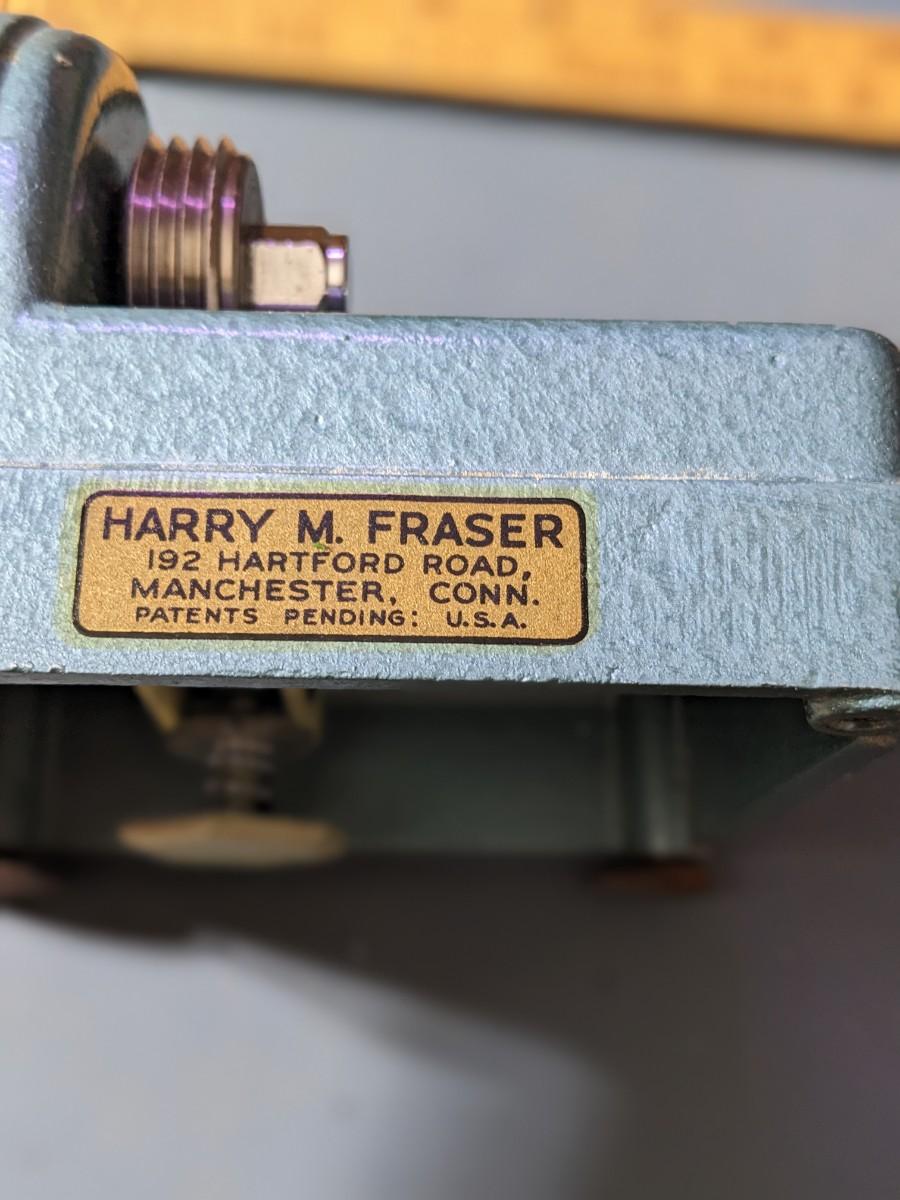 HARRY M. FRASER
192 HARTFORD ROAD,
MANCHESTER, CONN.
PATENTS PENDING: U.S.A.